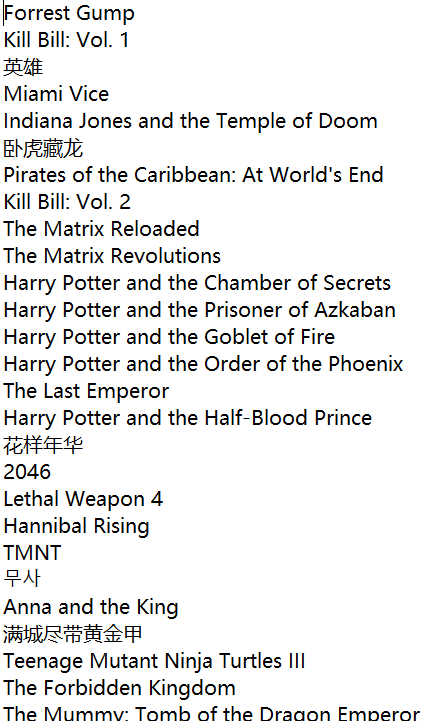 Forrest Gump
Kill Bill: Vol. 1
英雄
Miami Vice
Indiana Jones and the Temple of Doom
卧虎藏龙
Pirates of the Caribbean: At World's End
Kill Bill: Vol. 2
The Matrix Reloaded
The Matrix Revolutions
Harry Potter and the Chamber of Secrets
Harry Potter and the Prisoner of Azkaban
Harry Potter and the Goblet of Fire
Harry Potter and the Order of the Phoenix
The Last Emperor
Harry Potter and the Half-Blood Prince
花样年华
2046
Lethal Weapon 4
Hannibal Rising
TMNT
무사
Anna and the King
满城尽带黄金甲
Teenage Mutant Ninja Turtles III
The Forbidden Kingdom
The Mummy: Tomb of the Dragon Emperor